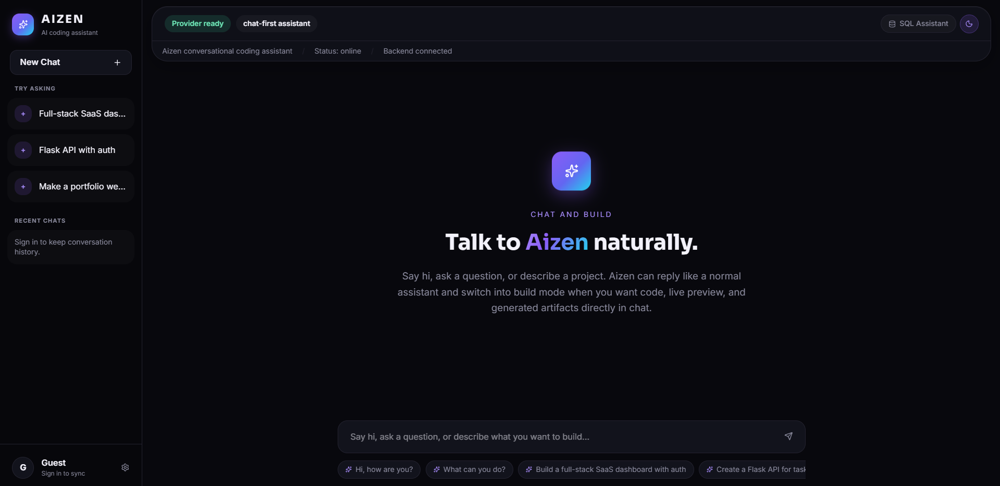 AIZEN
AI coding assistant
New Chat +
TRY ASKING
+ Full-stack SaaS das...
+ Flask API with auth
+ Make a portfolio we...
RECENT CHATS
Sign in to keep conversation
history.
G Guest
Sign in to sync
Provider ready chat-first assistant SQL Assistant
Aizen conversational coding assistant / Status: online / Backend connected
CHAT AND BUILD
Talk to Aizen naturally.
Say hi, ask a question, or describe a project. Aizen can reply like a normal
assistant and switch into build mode when you want code, live preview, and
generated artifacts directly in chat.
Say hi, ask a question, or describe what you want to build...
Hi, how are you? What can you do? Build a full-stack SaaS dashboard with auth Create a Flask API for task